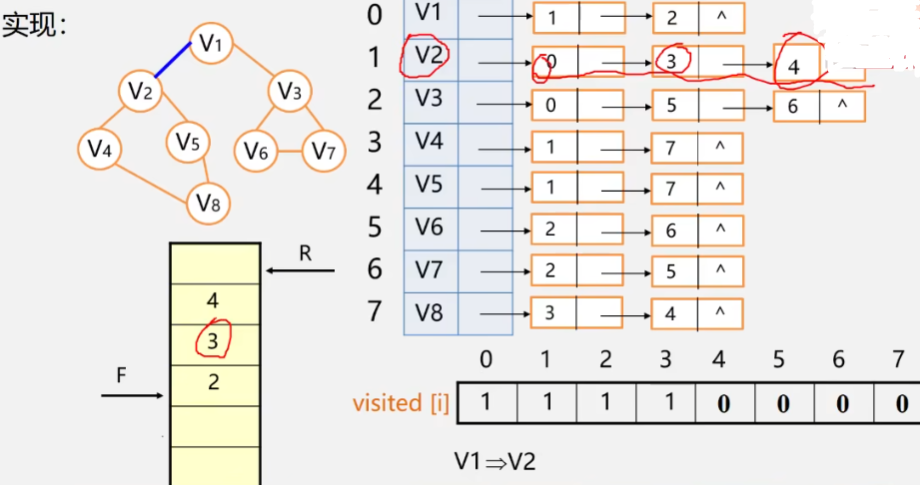 实现：
V1
V2
V3
V4
V5
V6
V7
V8
R
4
3
2
F
0 V1 1 2 ^
1 V2 0 3 4
2 V3 0 5 6 ^
3 V4 1 7 ^
4 V5 1 7 ^
5 V6 2 6 ^
6 V7 2 5 ^
7 V8 3 4 ^
0 1 2 3 4 5 6 7
visited [i] 1 1 1 1 0 0 0 0
V1⇒V2